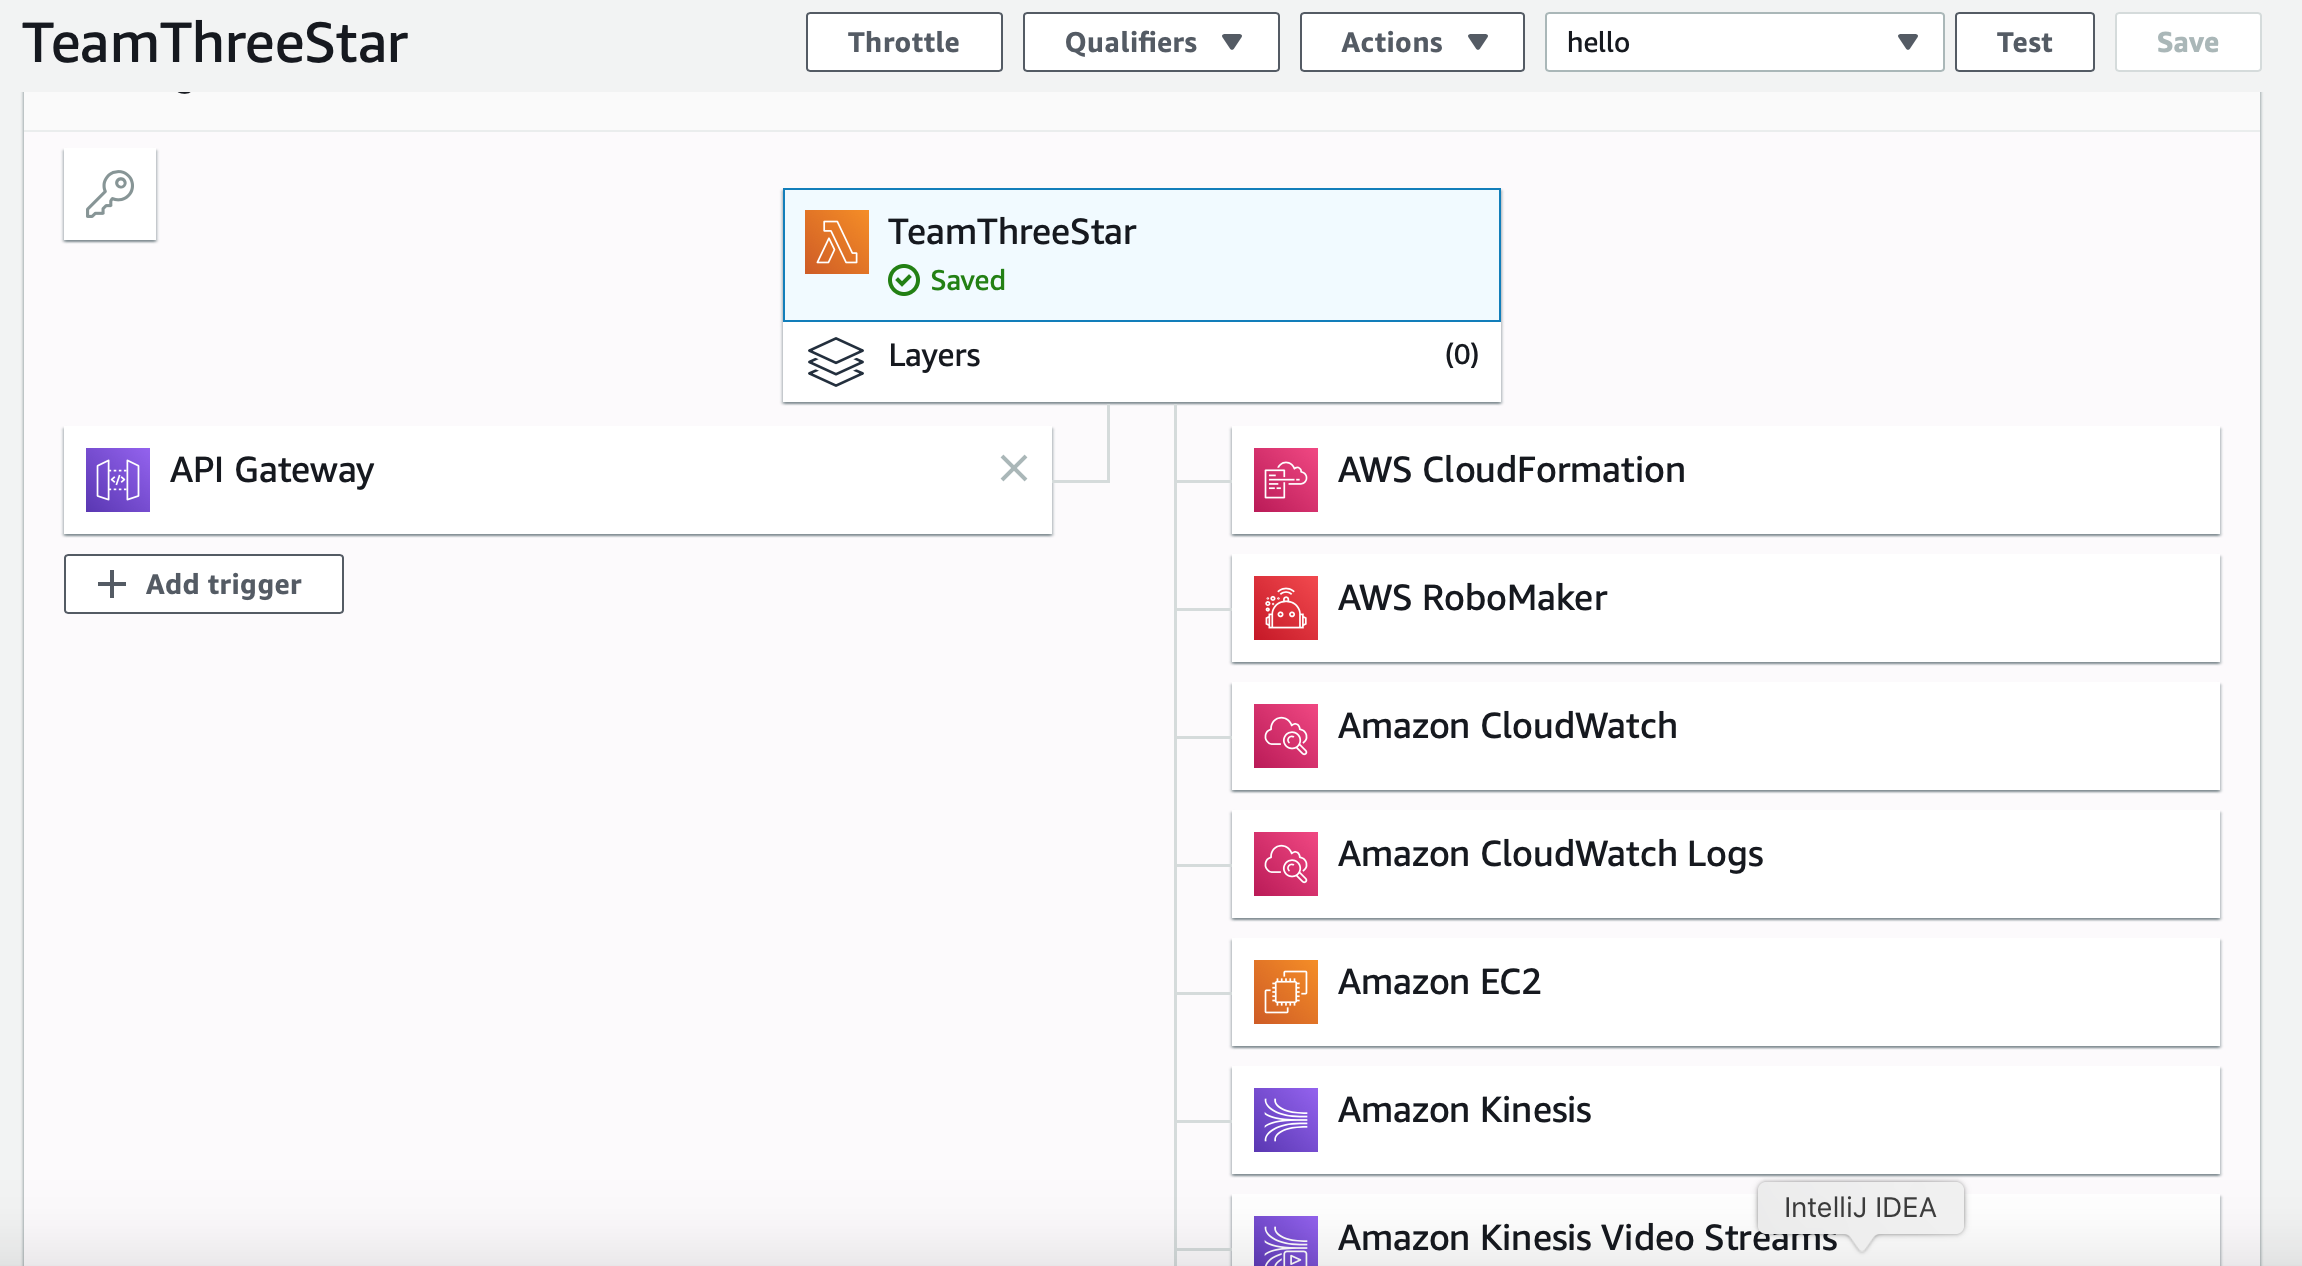 TeamThreeStar
Throttle
Qualifiers
Actions
hello
Test
Save
TeamThreeStar
Saved
Layers
(0)
API Gateway
Add trigger
AWS CloudFormation
AWS RoboMaker
Amazon CloudWatch
Amazon CloudWatch Logs
Amazon EC2
Amazon Kinesis
IntelliJ IDEA
Amazon Kinesis Video Streams